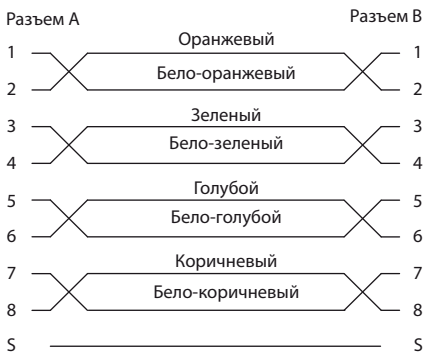 Разъем A Разъем B
Оранжевый
1 1
Бело-оранжевый
2 2
Зеленый
3 3
Бело-зеленый
4 4
Голубой
5 5
Бело-голубой
6 6
Коричневый
7 7
Бело-коричневый
8 8
S S